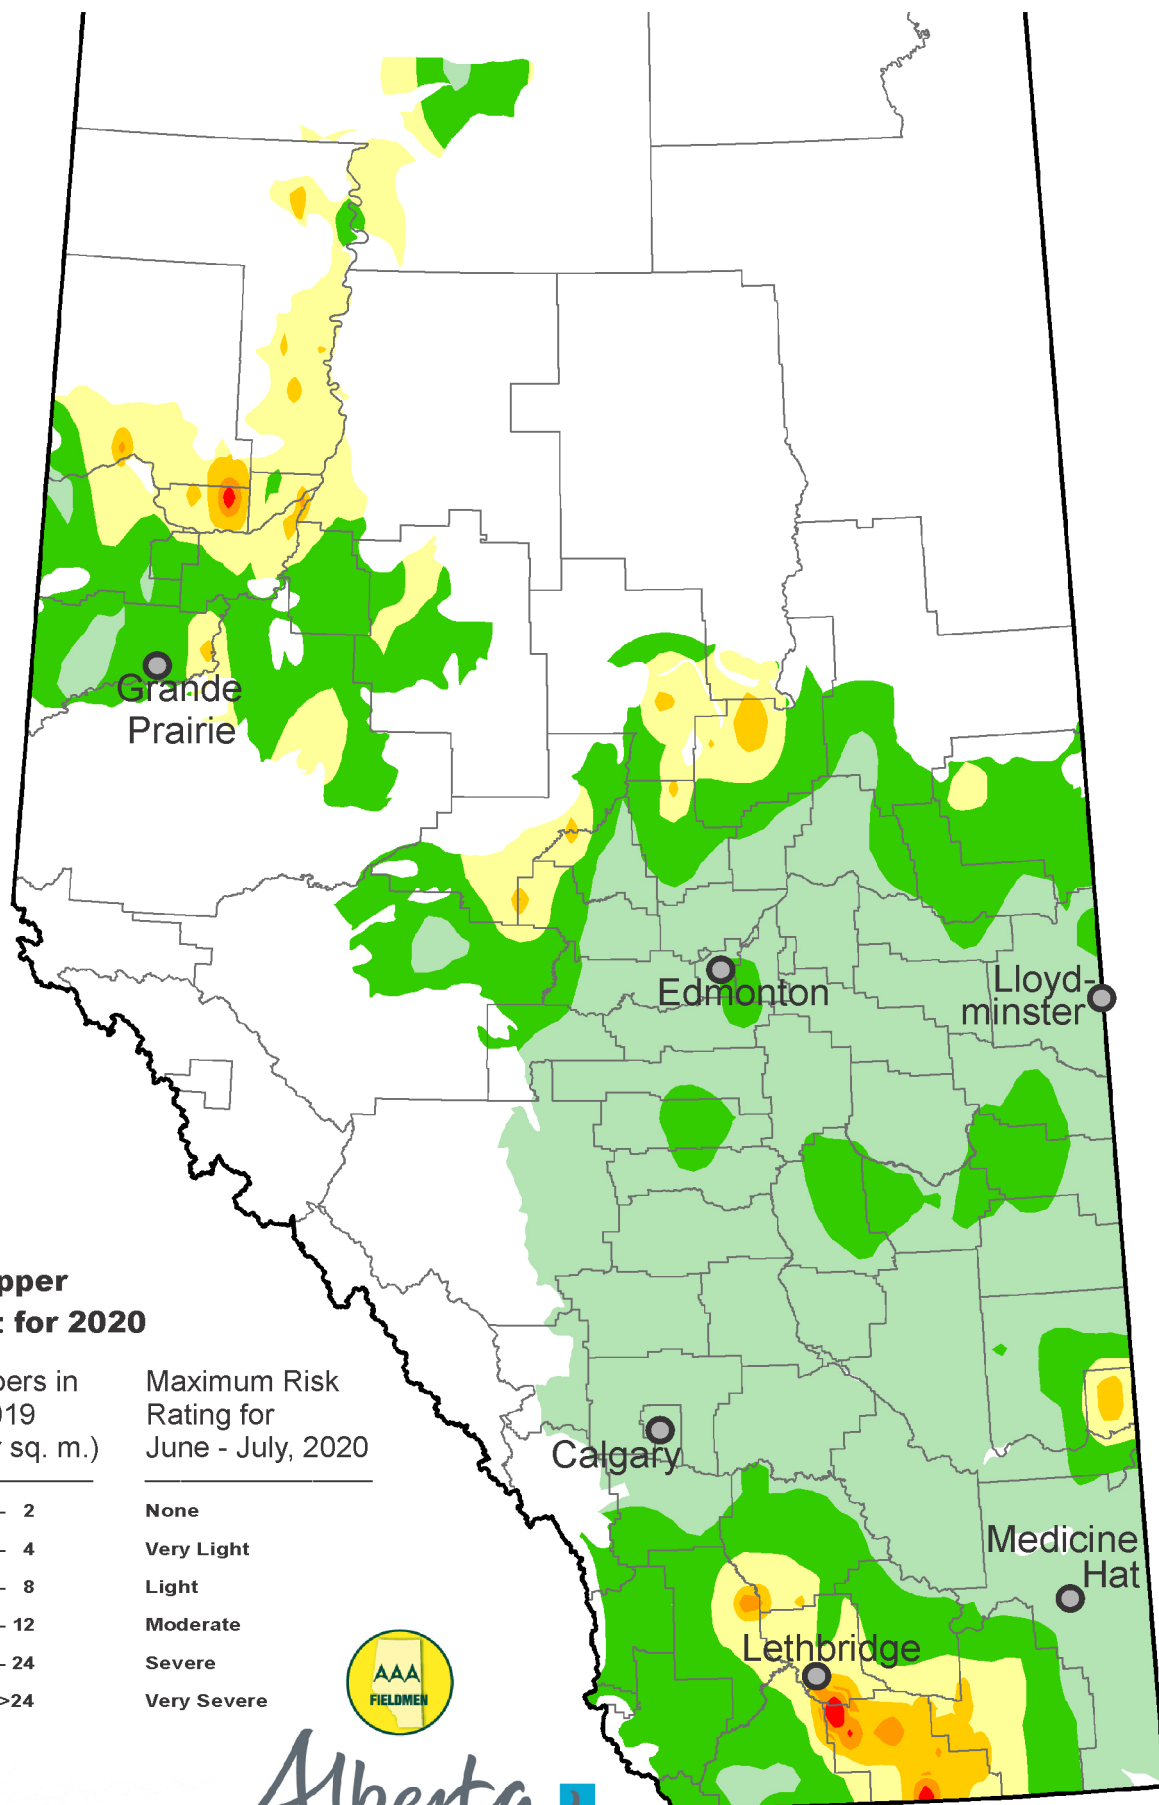 Grande
Prairie
Edmonton
Lloyd-
minster
Calgary
Medicine
Hat
Lethbridge
pper
t for 2020
bers in
019
r sq. m.)
Maximum Risk
Rating for
June - July, 2020
- 2 None
- 4 Very Light
- 8 Light
- 12 Moderate
- 24 Severe
>24 Very Severe
AAA
FIELDMEN
Alberta